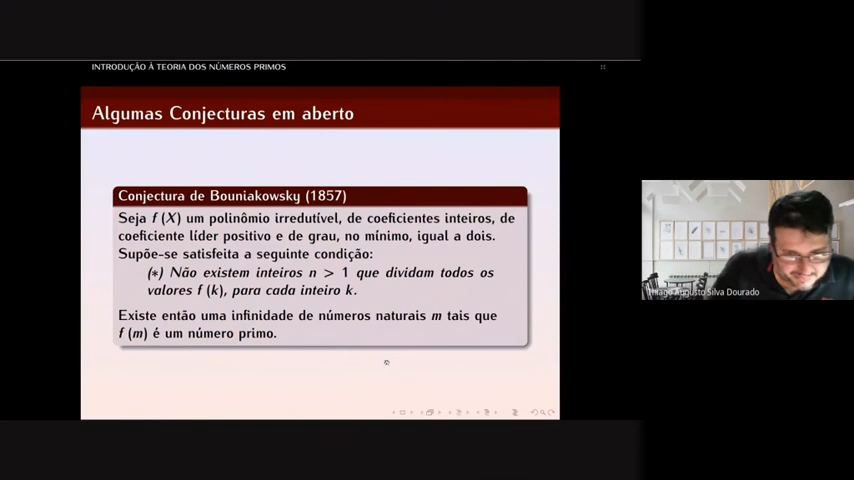 INTRODUÇÃO À TEORIA DOS NÚMEROS PRIMOS
Algumas Conjecturas em aberto
Conjectura de Bouniakowsky (1857)
Seja f (X) um polinômio irredutível, de coeficientes inteiros, de
coeficiente líder positivo e de grau, no mínimo, igual a dois.
Supõe-se satisfeita a seguinte condição:
(∗) Não existem inteiros n > 1 que dividam todos os
valores f (k), para cada inteiro k.
Existe então uma infinidade de números naturais m tais que
f (m) é um número primo.
Thiago Augusto Silva Dourado